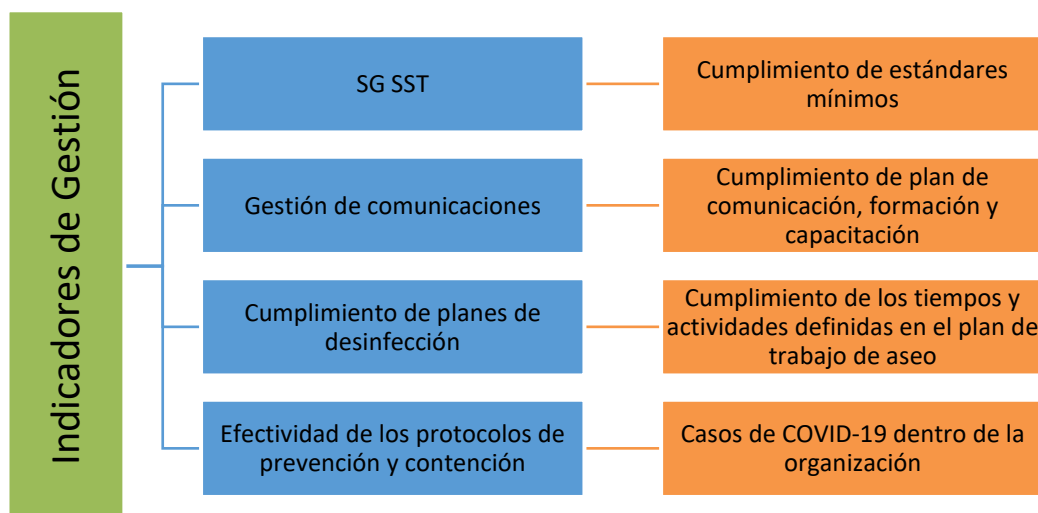 Indicadores de Gestión
SG SST
Cumplimiento de estándares
mínimos
Gestión de comunicaciones
Cumplimiento de plan de
comunicación, formación y
capacitación
Cumplimiento de planes de
desinfección
Cumplimiento de los tiempos y
actividades definidas en el plan de
trabajo de aseo
Efectividad de los protocolos de
prevención y contención
Casos de COVID-19 dentro de la
organización